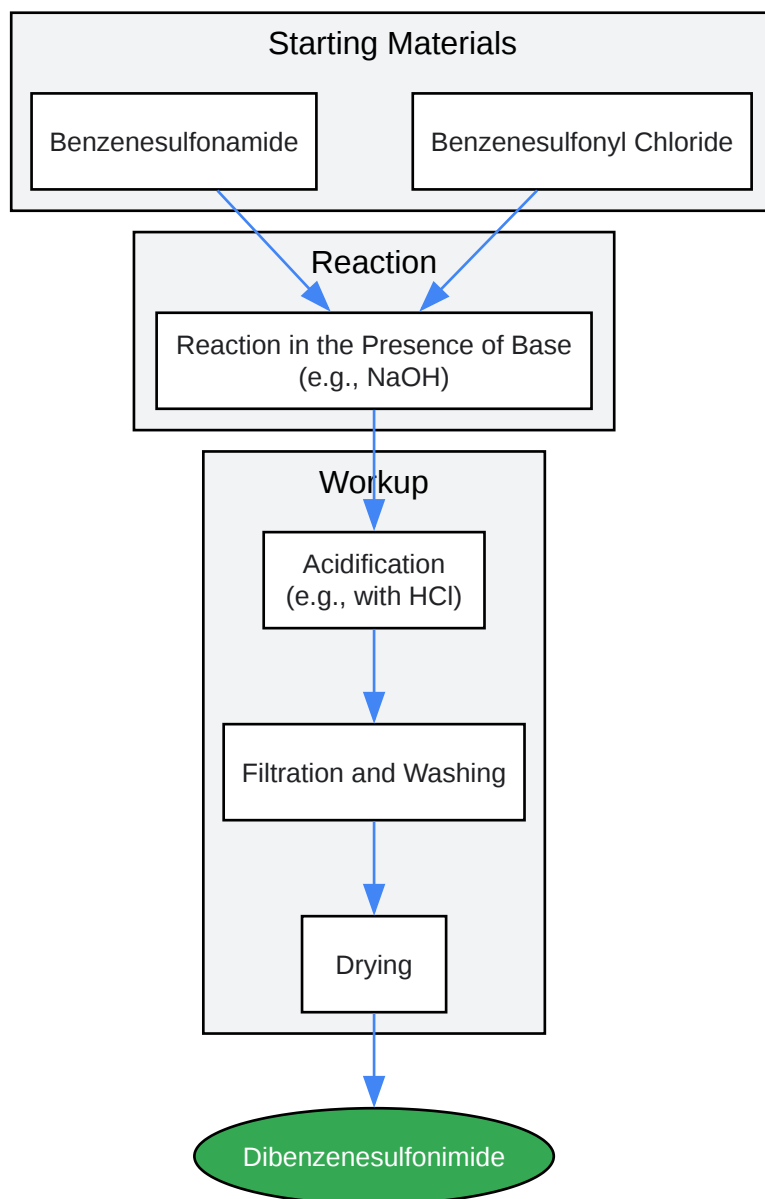 Starting Materials
Benzenesulfonamide
Benzenesulfonyl Chloride
Reaction
Reaction in the Presence of Base
(e.g., NaOH)
Workup
Acidification
(e.g., with HCl)
Filtration and Washing
Drying
Dibenzenesulfonimide